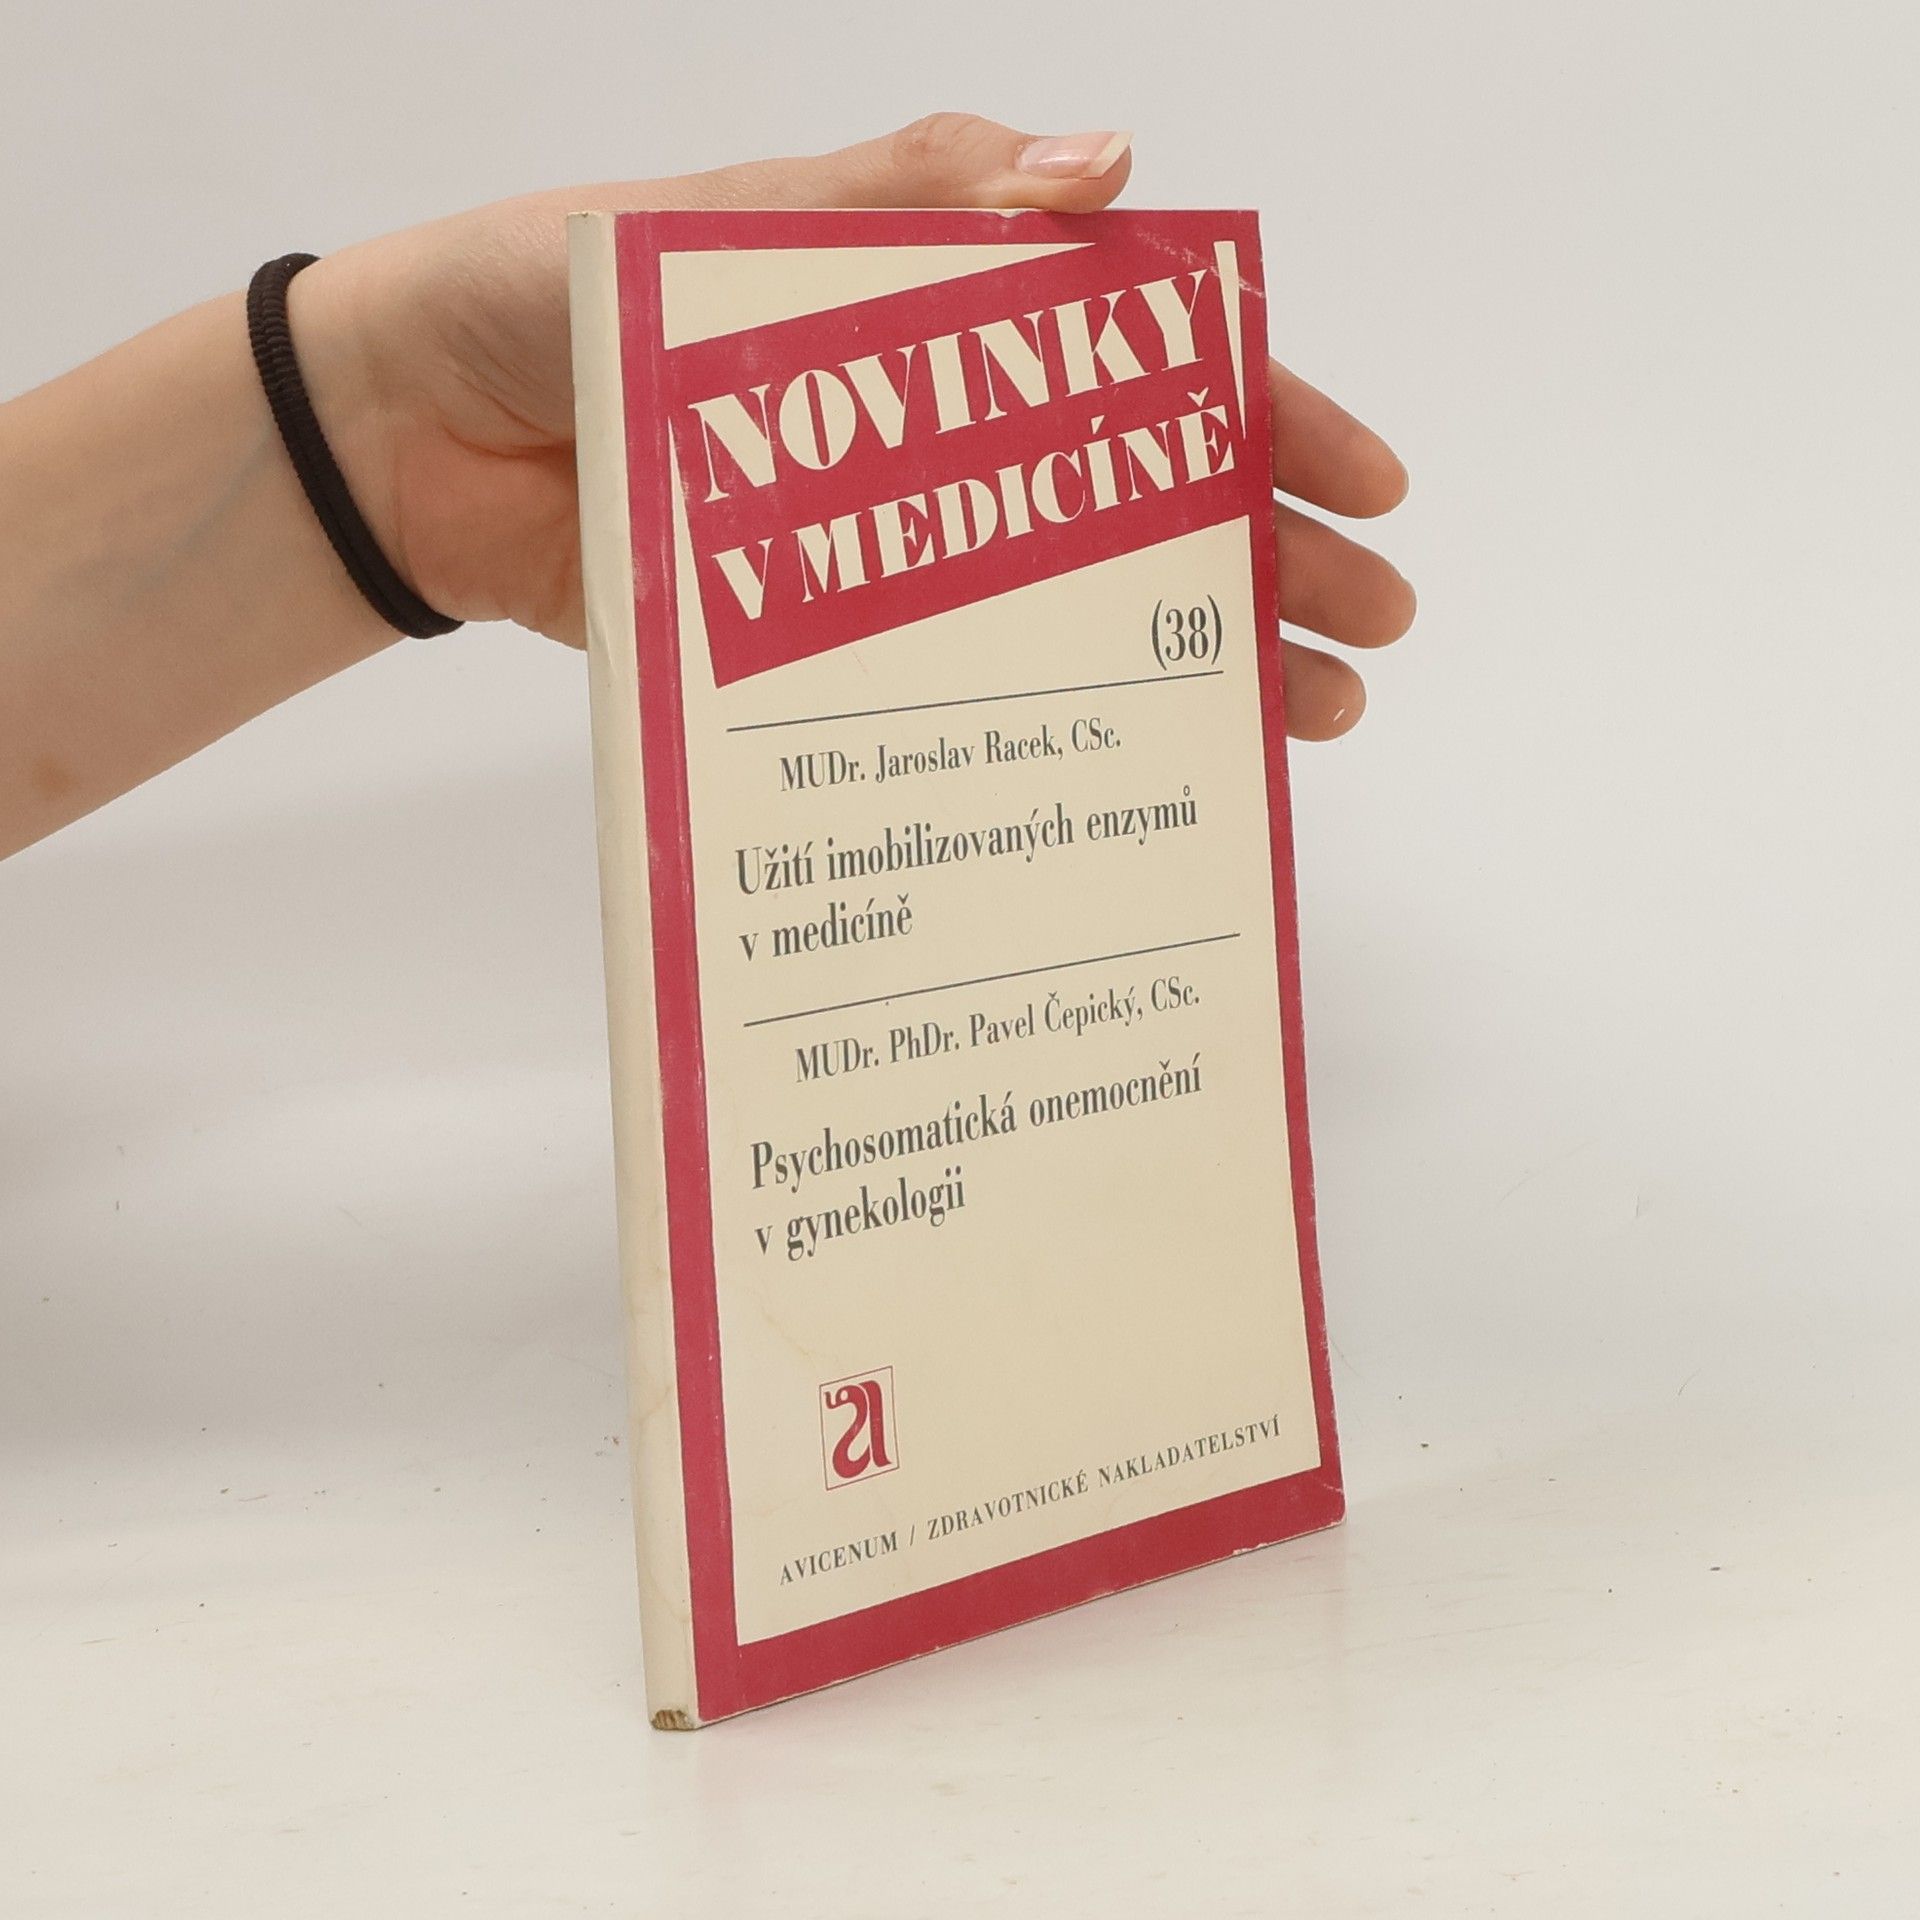 NOVINKY
V MEDICÍNĚ
(38)
MUDr. Jaroslav Racek, CSc.
Užití imobilizovaných enzymů
v medicíně
MUDr. PhDr. Pavel Čepický, CSc.
Psychosomatická onemocnění
v gynekologii
AVICENUM / ZDRAVOTNICKÉ NAKLADATELSTVÍ